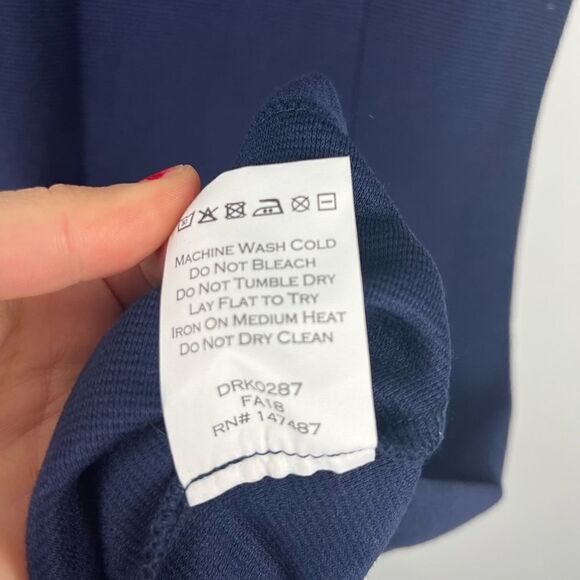 MACHINE WASH COLD
DO NOT BLEACH
DO NOT TUMBLE DRY
LAY FLAT TO TRY
IRON ON MEDIUM HEAT
DO NOT DRY CLEAN
DRK0287
FA18
RN# 147487